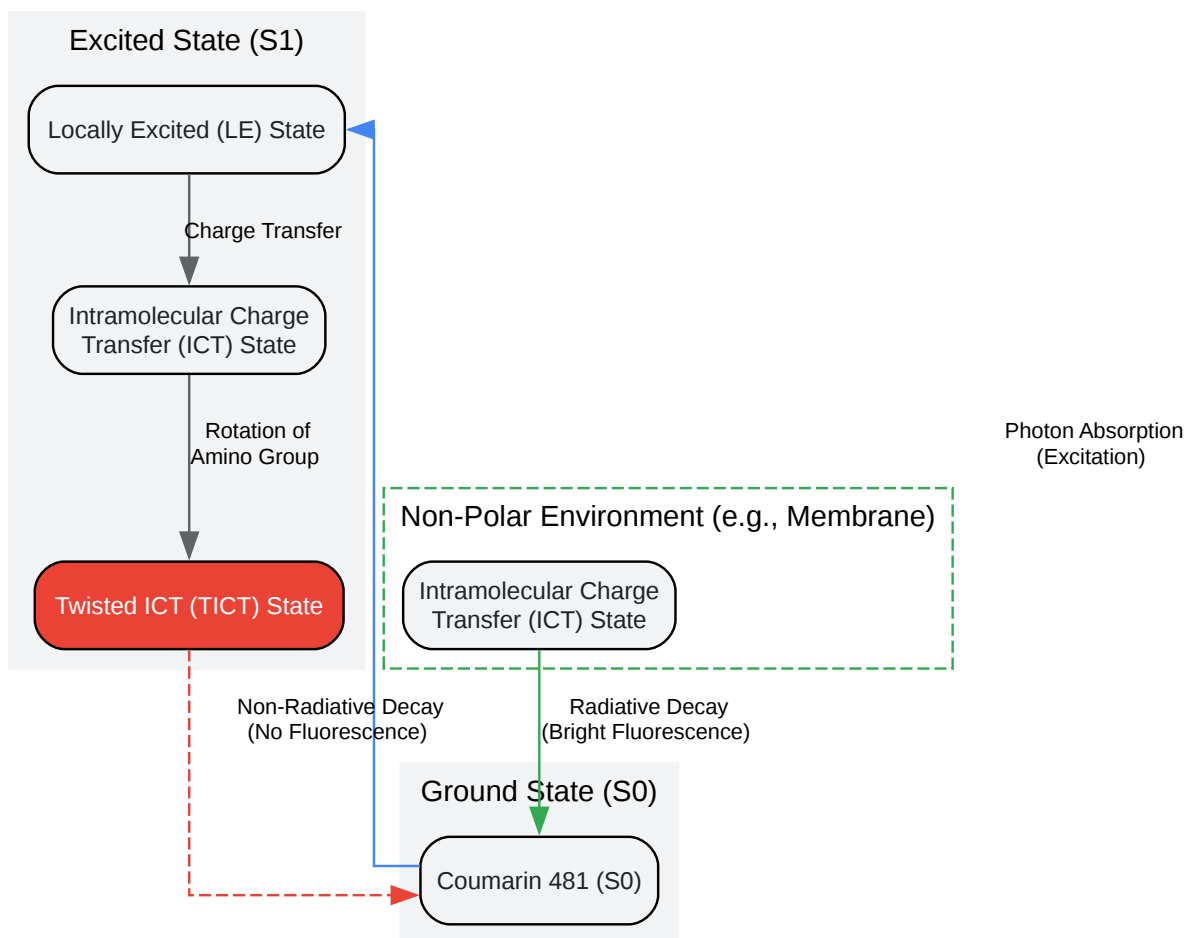 Excited State (S1)
Locally Excited (LE) State
Charge Transfer
Intramolecular Charge
Transfer (ICT) State
Rotation of
Amino Group
Photon Absorption
(Excitation)
Non-Polar Environment (e.g., Membrane)
Twisted ICT (TICT) State
Intramolecular Charge
Transfer (ICT) State
Non-Radiative Decay
(No Fluorescence)
Radiative Decay
(Bright Fluorescence)
Ground State (S0)
Coumarin 481 (S0)